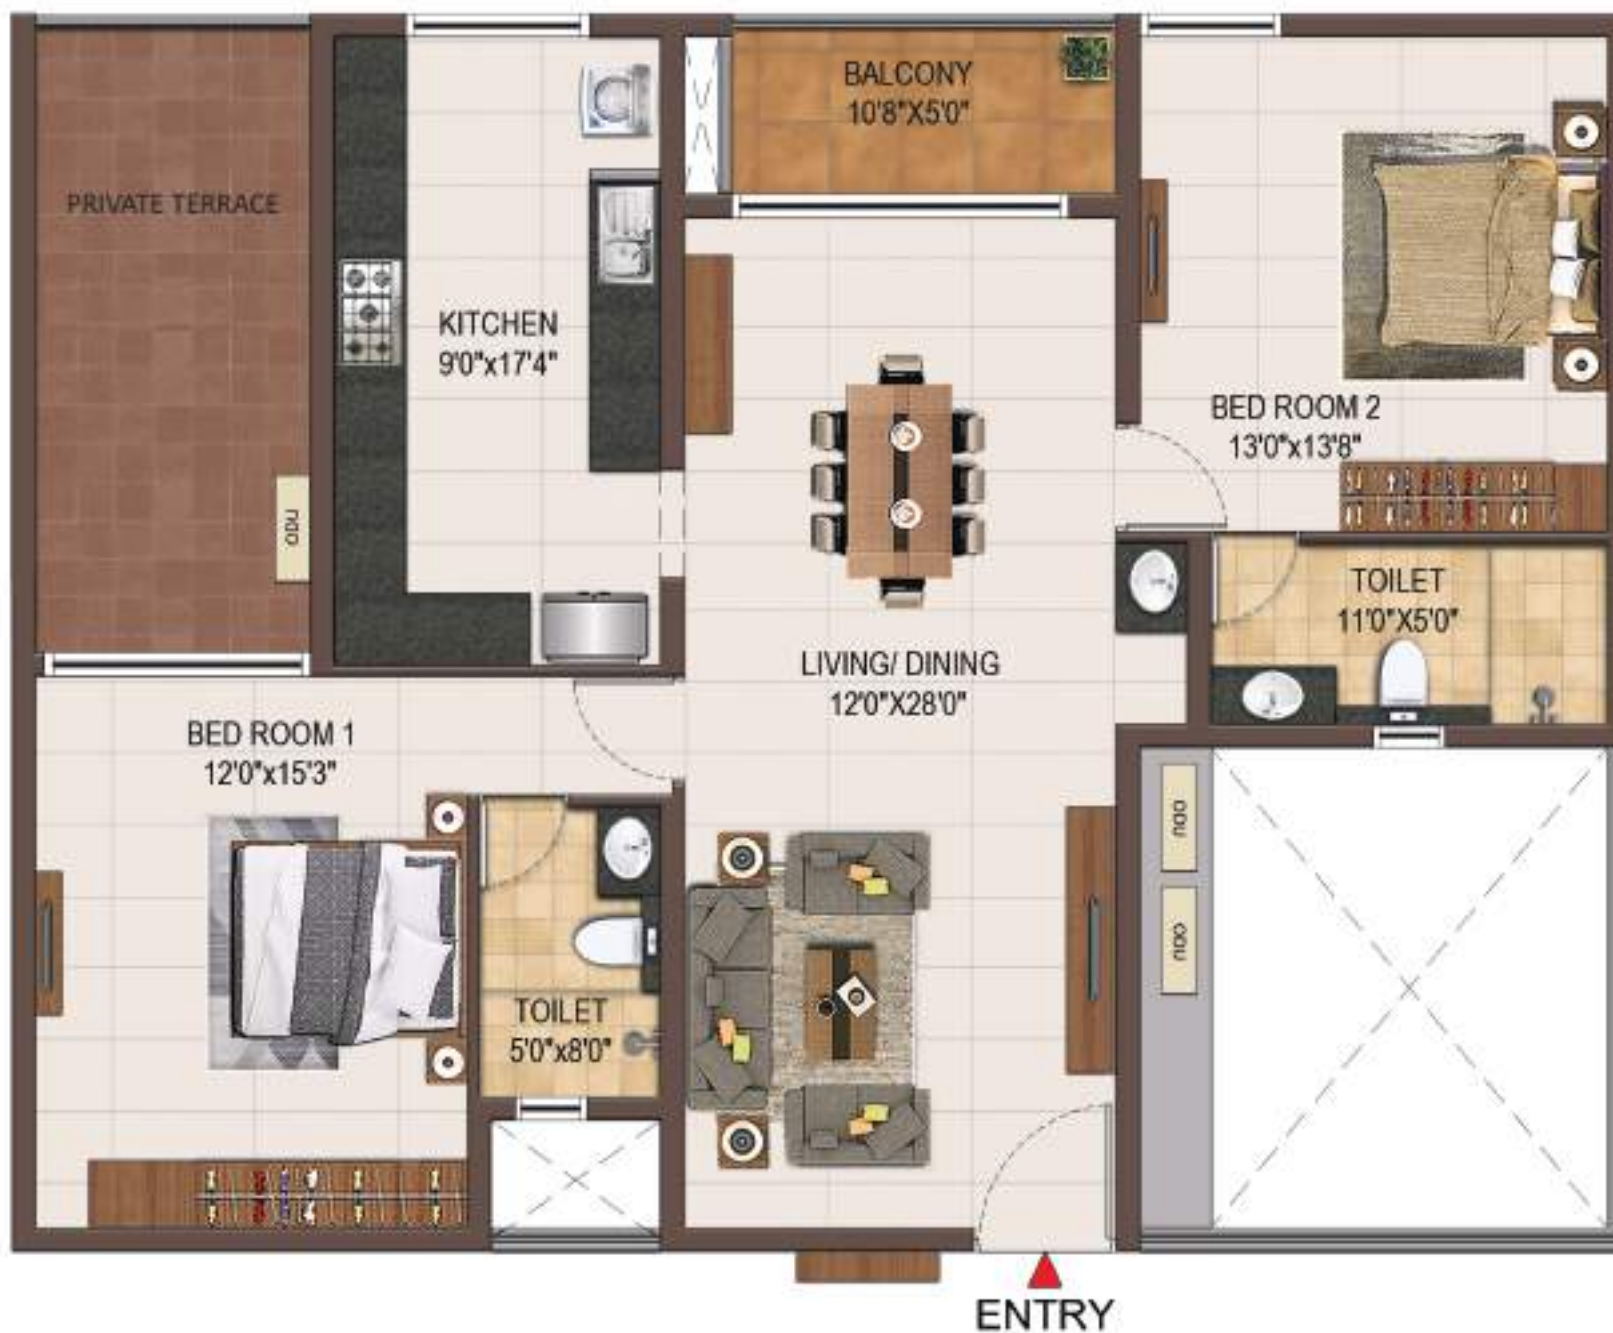 BALCONY
10'8"X5'0"
PRIVATE TERRACE
KITCHEN
9'0"x17'4"
BED ROOM 2
13'0"x13'8"
ODU
TOILET
11'0"X5'0"
LIVING/ DINING
12'0"X28'0"
BED ROOM 1
12'0"x15'3"
ODU
ODU
TOILET
5'0"x8'0"
ENTRY